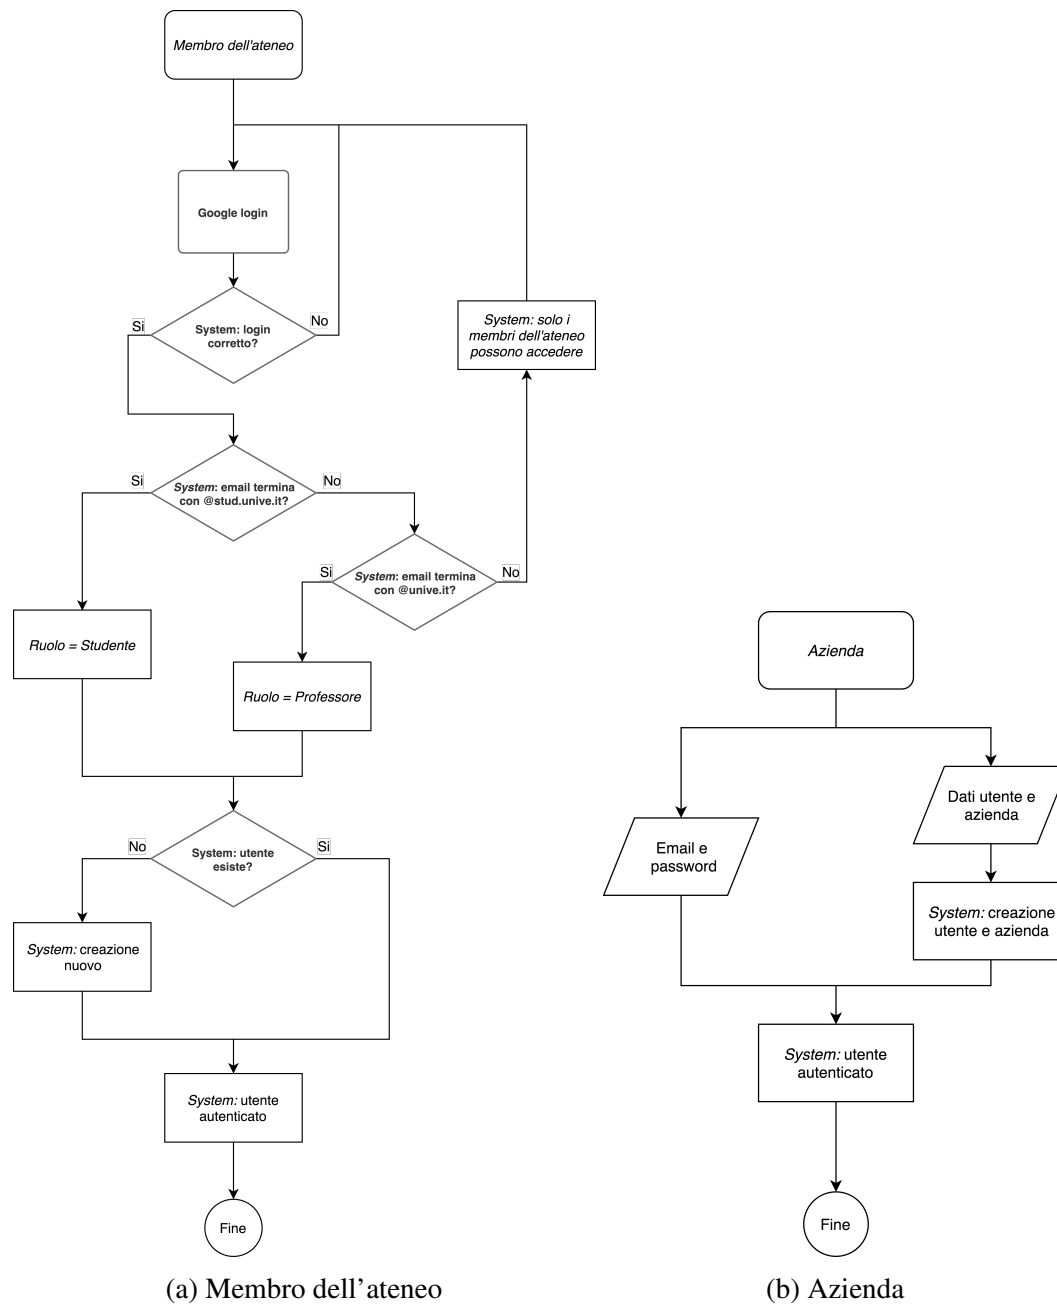 Membro dell'ateneo
Google login
System: login
corretto?
Si
No
System: solo i
membri dell'ateneo
possono accedere
System: email termina
con @stud.unive.it?
Si
No
System: email termina
con @unive.it?
Si
No
Ruolo = Studente
Ruolo = Professore
System: utente
esiste?
No
Si
System: creazione
nuovo
System: utente
autenticato
Fine
(a) Membro dell’ateneo
Azienda
Email e
password
Dati utente e
azienda
System: creazione
utente e azienda
System: utente
autenticato
Fine
(b) Azienda